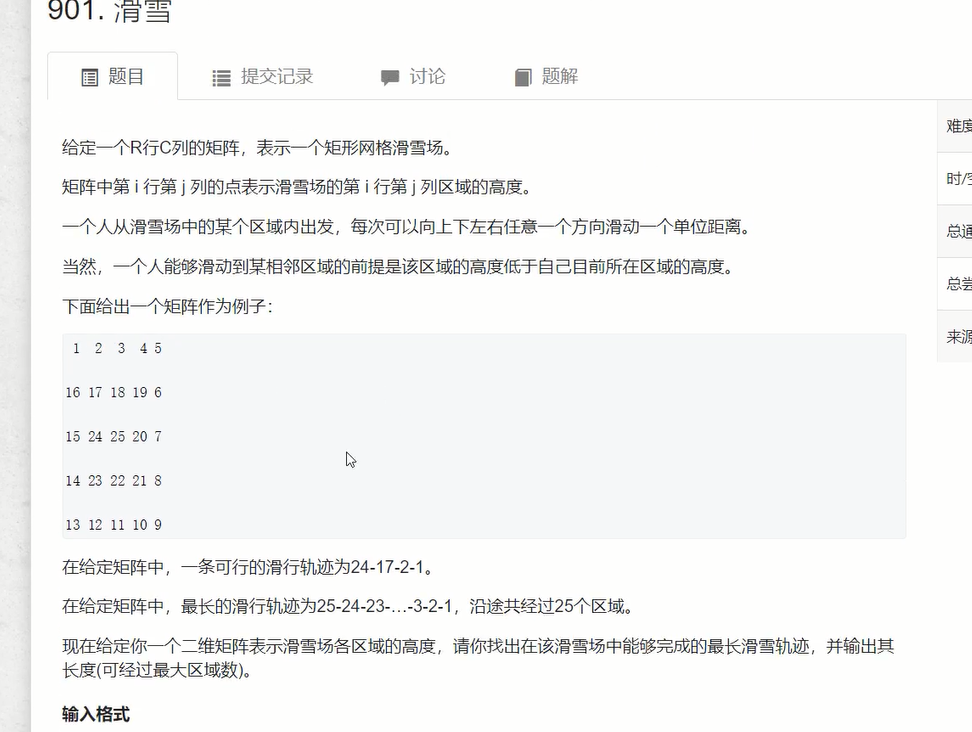 901. 滑雪
题目 提交记录 讨论 题解
给定一个R行C列的矩阵，表示一个矩形网格滑雪场。
难度
矩阵中第 i 行第 j 列的点表示滑雪场的第 i 行第 j 列区域的高度。
时/空
一个人从滑雪场中的某个区域内出发，每次可以向上下左右任意一个方向滑动一个单位距离。
总通
当然，一个人能够滑动到某相邻区域的前提是该区域的高度低于自己目前所在区域的高度。
总尝
下面给出一个矩阵作为例子：
来源
1 2 3 4 5
16 17 18 19 6
15 24 25 20 7
14 23 22 21 8
13 12 11 10 9
在给定矩阵中，一条可行的滑行轨迹为24-17-2-1。
在给定矩阵中，最长的滑行轨迹为25-24-23-…-3-2-1，沿途共经过25个区域。
现在给定你一个二维矩阵表示滑雪场各区域的高度，请你找出在该滑雪场中能够完成的最长滑雪轨迹，并输出其
长度(可经过最大区域数)。
输入格式